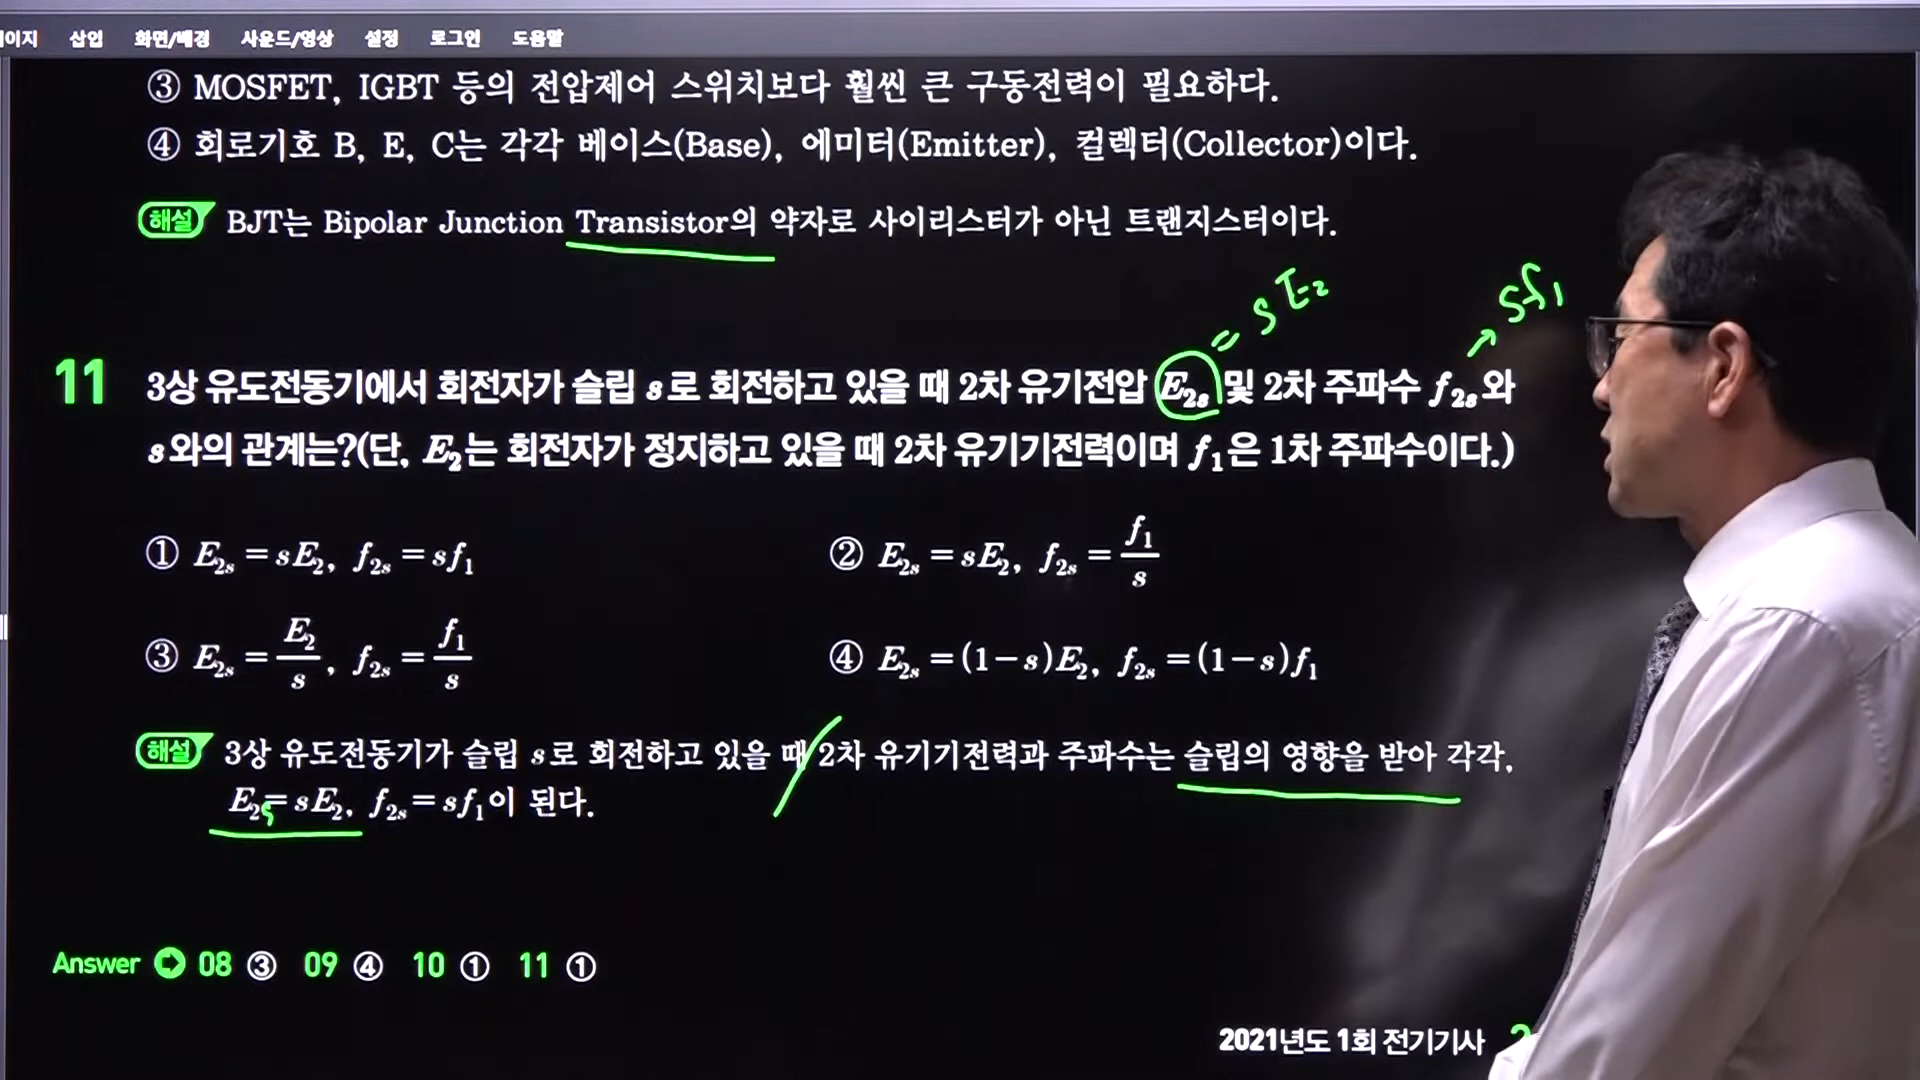 이지 삽입 화면/배경 사운드/영상 설정 로그인 도움말
③ MOSFET, IGBT 등의 전압제어 스위치보다 훨씬 큰 구동전력이 필요하다.
④ 회로기호 B, E, C는 각각 베이스(Base), 에미터(Emitter), 컬렉터(Collector)이다.
해설 BJT는 Bipolar Junction Transistor의 약자로 사이리스터가 아닌 트랜지스터이다.
= sE₂
sf₁
11 3상 유도전동기에서 회전자가 슬립 s로 회전하고 있을 때 2차 유기전압 E₂ₛ 및 2차 주파수 f₂ₛ와
s와의 관계는?(단, E₂는 회전자가 정지하고 있을 때 2차 유기기전력이며 f₁은 1차 주파수이다.)
① E₂ₛ = sE₂, f₂ₛ = sf₁ ② E₂ₛ = sE₂, f₂ₛ = f₁/s
③ E₂ₛ = E₂/s, f₂ₛ = f₁/s ④ E₂ₛ = (1-s)E₂, f₂ₛ = (1-s)f₁
해설 3상 유도전동기가 슬립 s로 회전하고 있을 때 2차 유기기전력과 주파수는 슬립의 영향을 받아 각각,
E₂ₛ = sE₂, f₂ₛ = sf₁이 된다.
Answer 08 ③ 09 ④ 10 ① 11 ①
2021년도 1회 전기기사